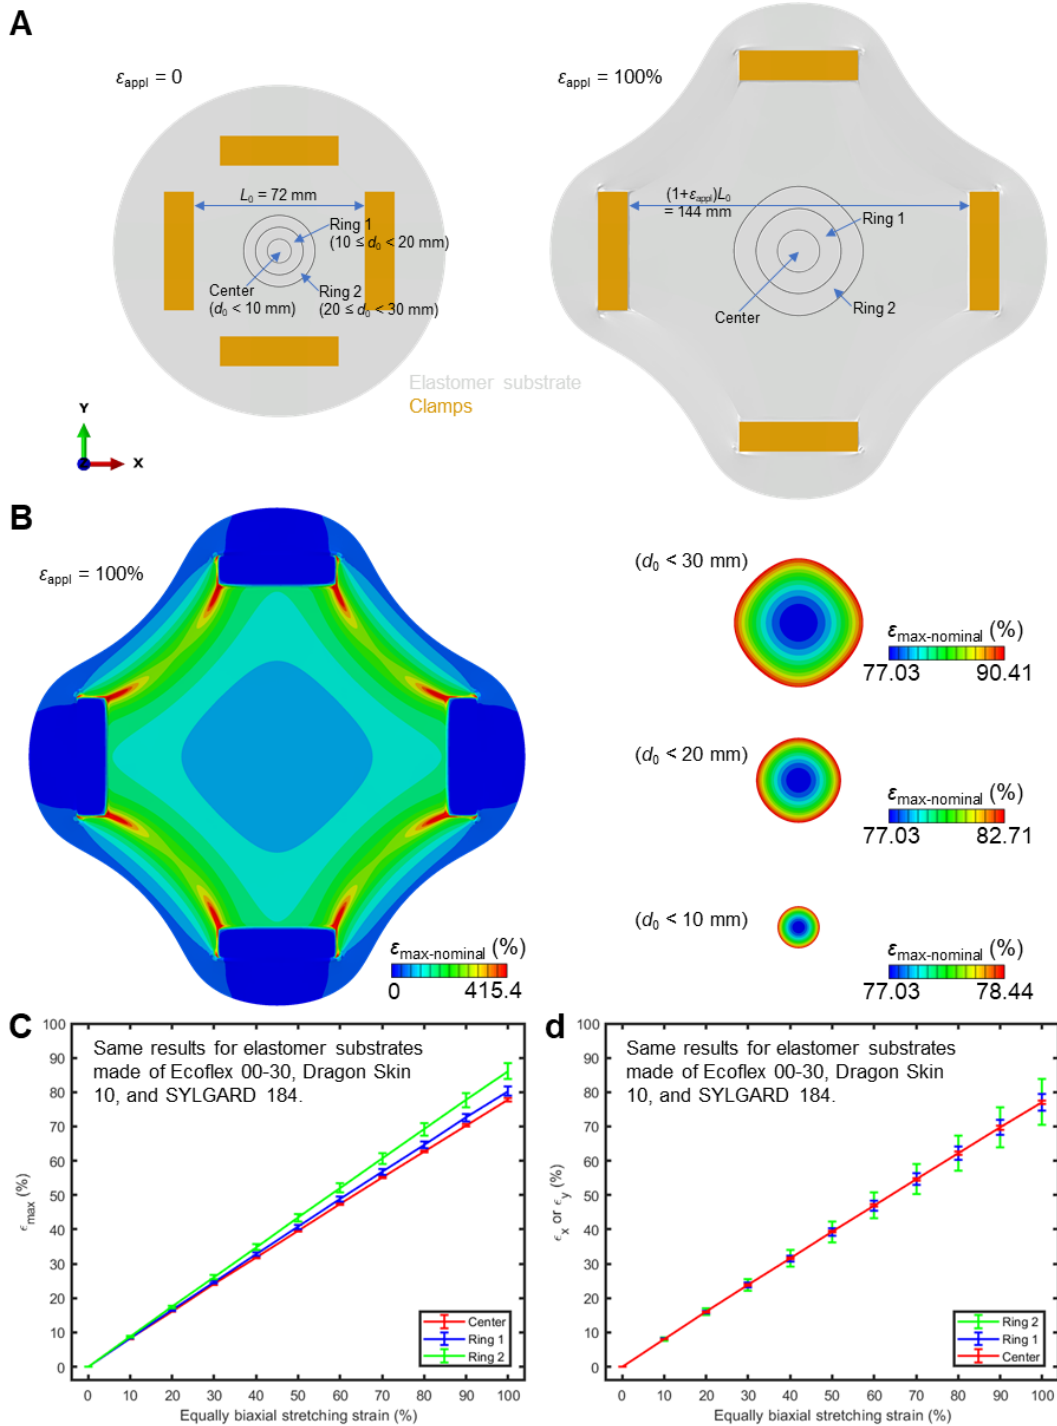 A
εappl = 0
εappl = 100%
L0 = 72 mm
Ring 1
(10 ≤ d0 < 20 mm)
Center
(d0 < 10 mm)
Ring 2
(20 ≤ d0 < 30 mm)
(1+εappl)L0
= 144 mm
Ring 1
Center
Ring 2
Elastomer substrate
Clamps
Y
X
B
εappl = 100%
εmax-nominal (%)
0 415.4
(d0 < 30 mm)
εmax-nominal (%)
77.03 90.41
(d0 < 20 mm)
εmax-nominal (%)
77.03 82.71
(d0 < 10 mm)
εmax-nominal (%)
77.03 78.44
C
Same results for elastomer substrates
made of Ecoflex 00-30, Dragon Skin
10, and SYLGARD 184.
100
90
80
70
60
50
40
30
20
10
0
ϵmax (%)
Center
Ring 1
Ring 2
0 10 20 30 40 50 60 70 80 90 100
Equally biaxial stretching strain (%)
d
Same results for elastomer substrates
made of Ecoflex 00-30, Dragon Skin
10, and SYLGARD 184.
100
90
80
70
60
50
40
30
20
10
0
ϵx or ϵy (%)
Ring 2
Ring 1
Center
0 10 20 30 40 50 60 70 80 90 100
Equally biaxial stretching strain (%)